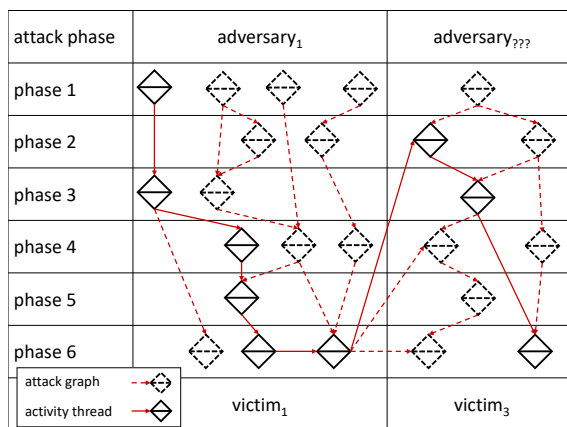 attack phase adversary₁ adversary???
phase 1
phase 2
phase 3
phase 4
phase 5
phase 6
attack graph
activity thread
victim₁ victim₃